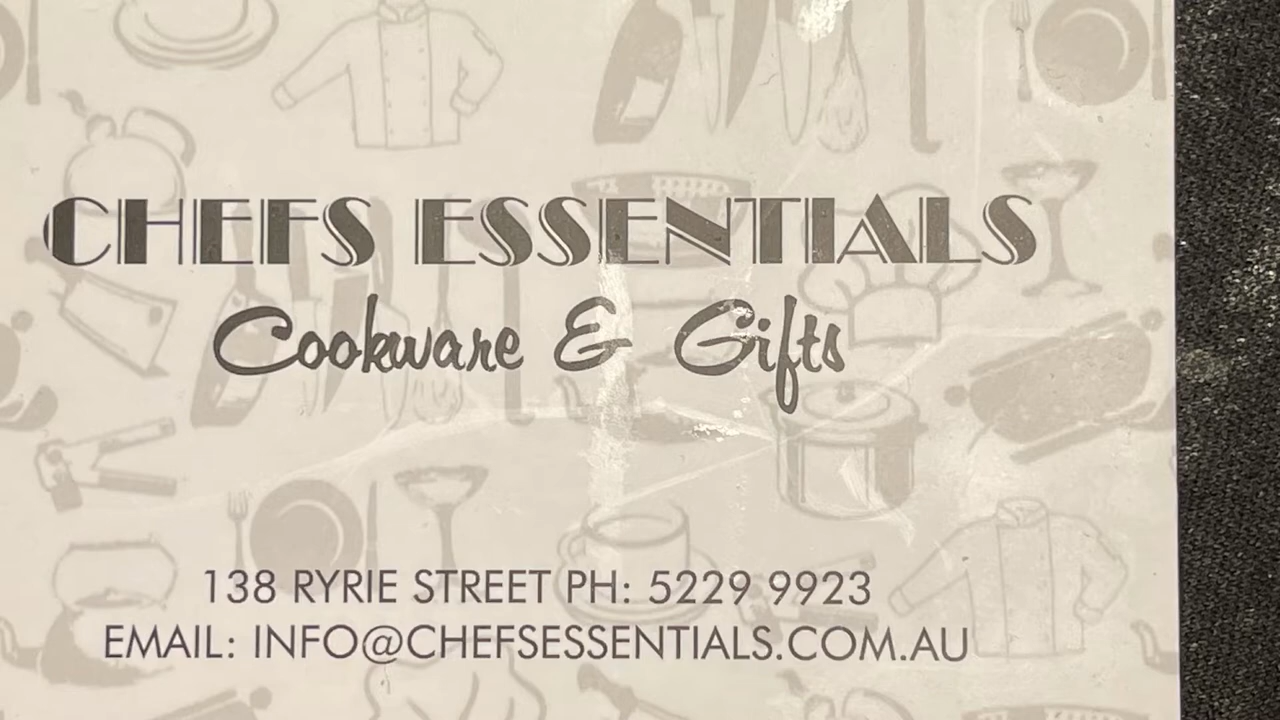 CHEFS ESSENTIALS
Cookware & Gifts
138 RYRIE STREET PH: 5229 9923
EMAIL: INFO@CHEFSESSENTIALS.COM.AU